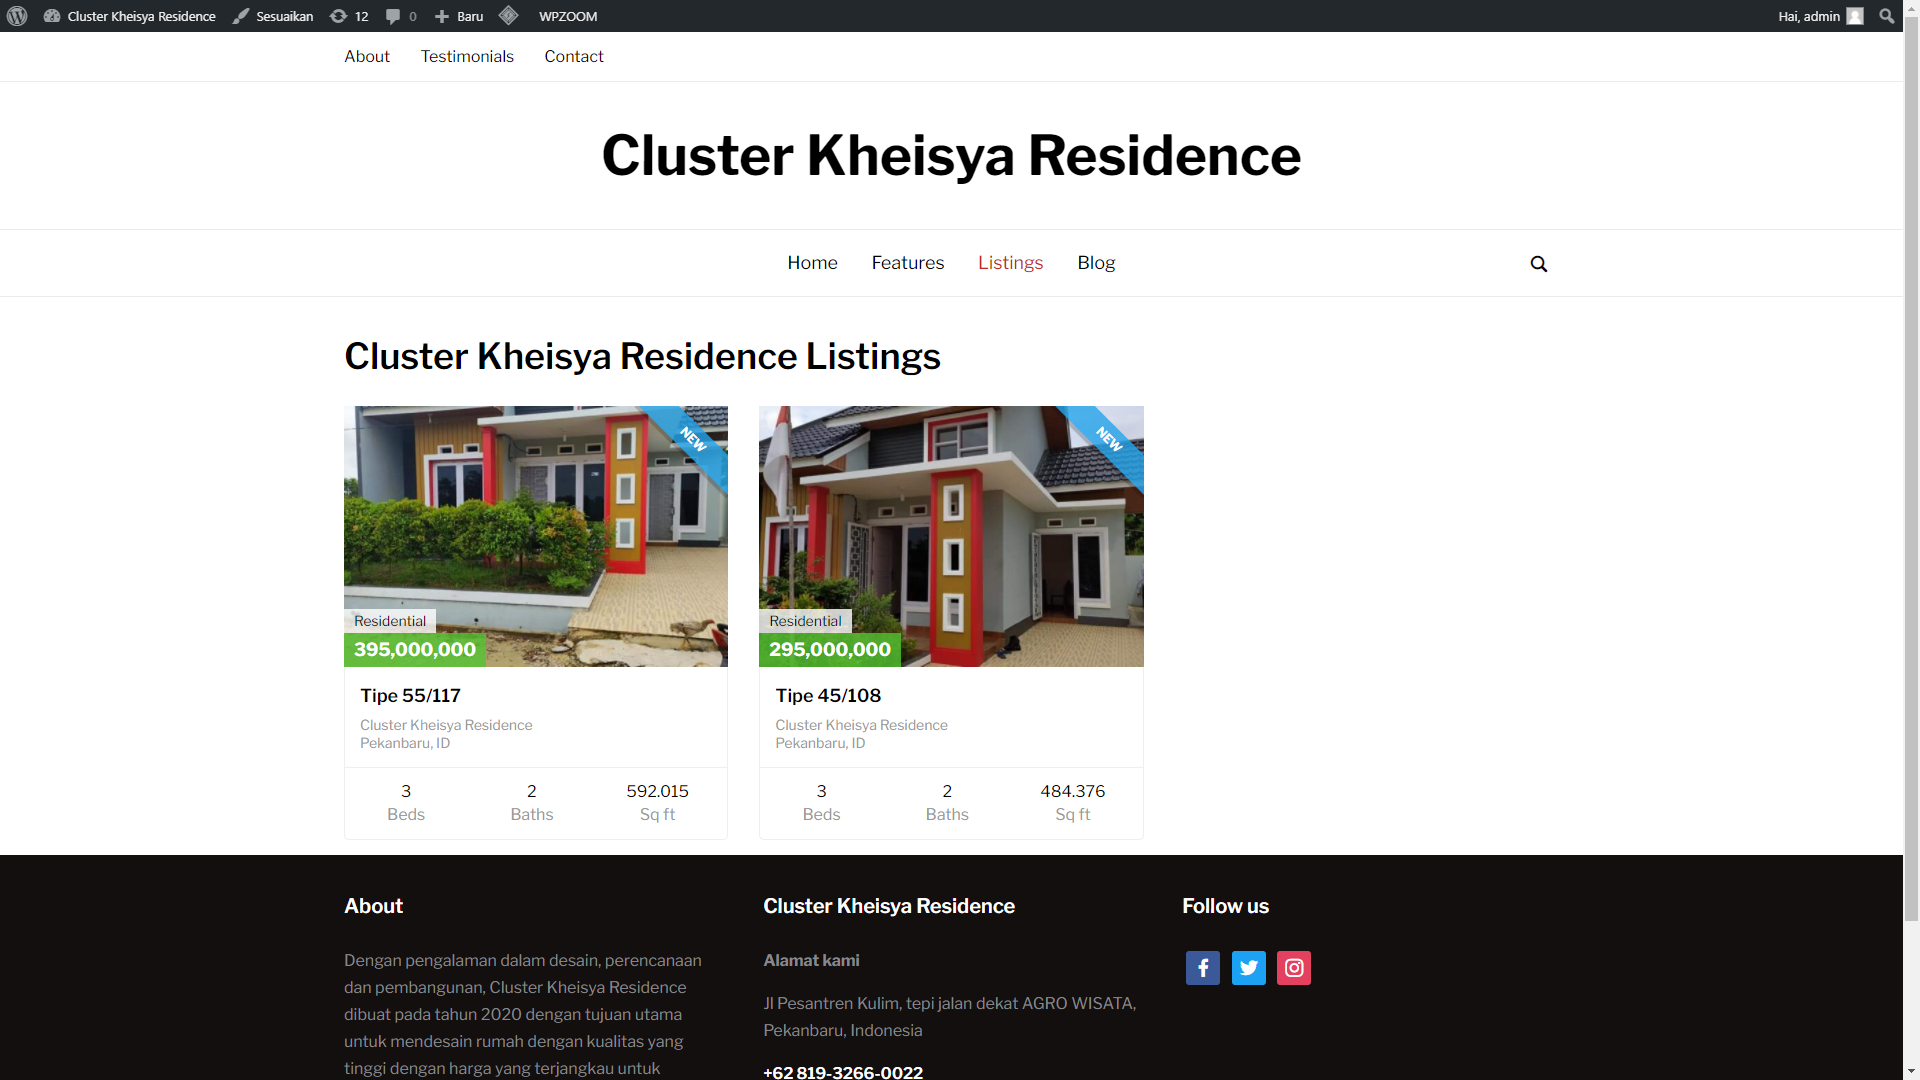 Cluster Kheisya Residence Sesuaikan 12 0 Baru WPZOOM Hai, admin
About Testimonials Contact
Cluster Kheisya Residence
Home Features Listings Blog
Cluster Kheisya Residence Listings
NEW
Residential
395,000,000
Tipe 55/117
Cluster Kheisya Residence
Pekanbaru, ID
3 2 592.015
Beds Baths Sq ft
NEW
Residential
295,000,000
Tipe 45/108
Cluster Kheisya Residence
Pekanbaru, ID
3 2 484.376
Beds Baths Sq ft
About
Dengan pengalaman dalam desain, perencanaan
dan pembangunan, Cluster Kheisya Residence
dibuat pada tahun 2020 dengan tujuan utama
untuk mendesain rumah dengan kualitas yang
tinggi dengan harga yang terjangkau untuk
Cluster Kheisya Residence
Alamat kami
Jl Pesantren Kulim, tepi jalan dekat AGRO WISATA,
Pekanbaru, Indonesia
+62 819-3266-0022
Follow us